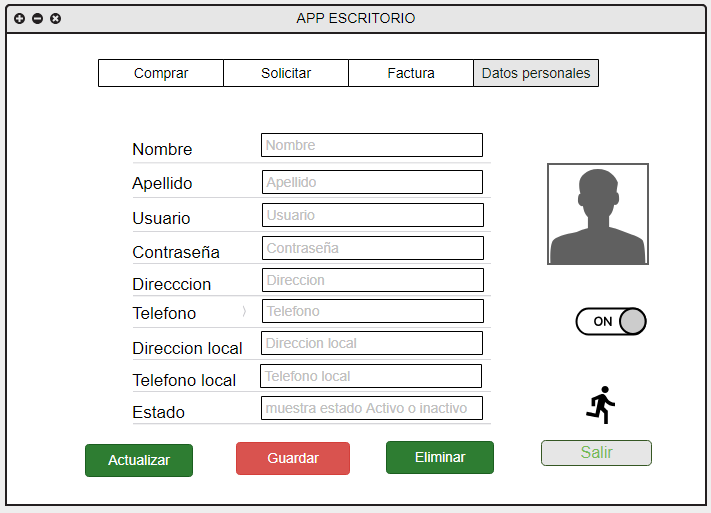 APP ESCRITORIO
Comprar Solicitar Factura Datos personales
Nombre Nombre
Apellido Apellido
Usuario Usuario
Contraseña Contraseña
Direcccion Direccion
Telefono ) Telefono
Direccion local Direccion local
Telefono local Telefono local
Estado muestra estado Activo o inactivo
ON
Actualizar Guardar Eliminar Salir